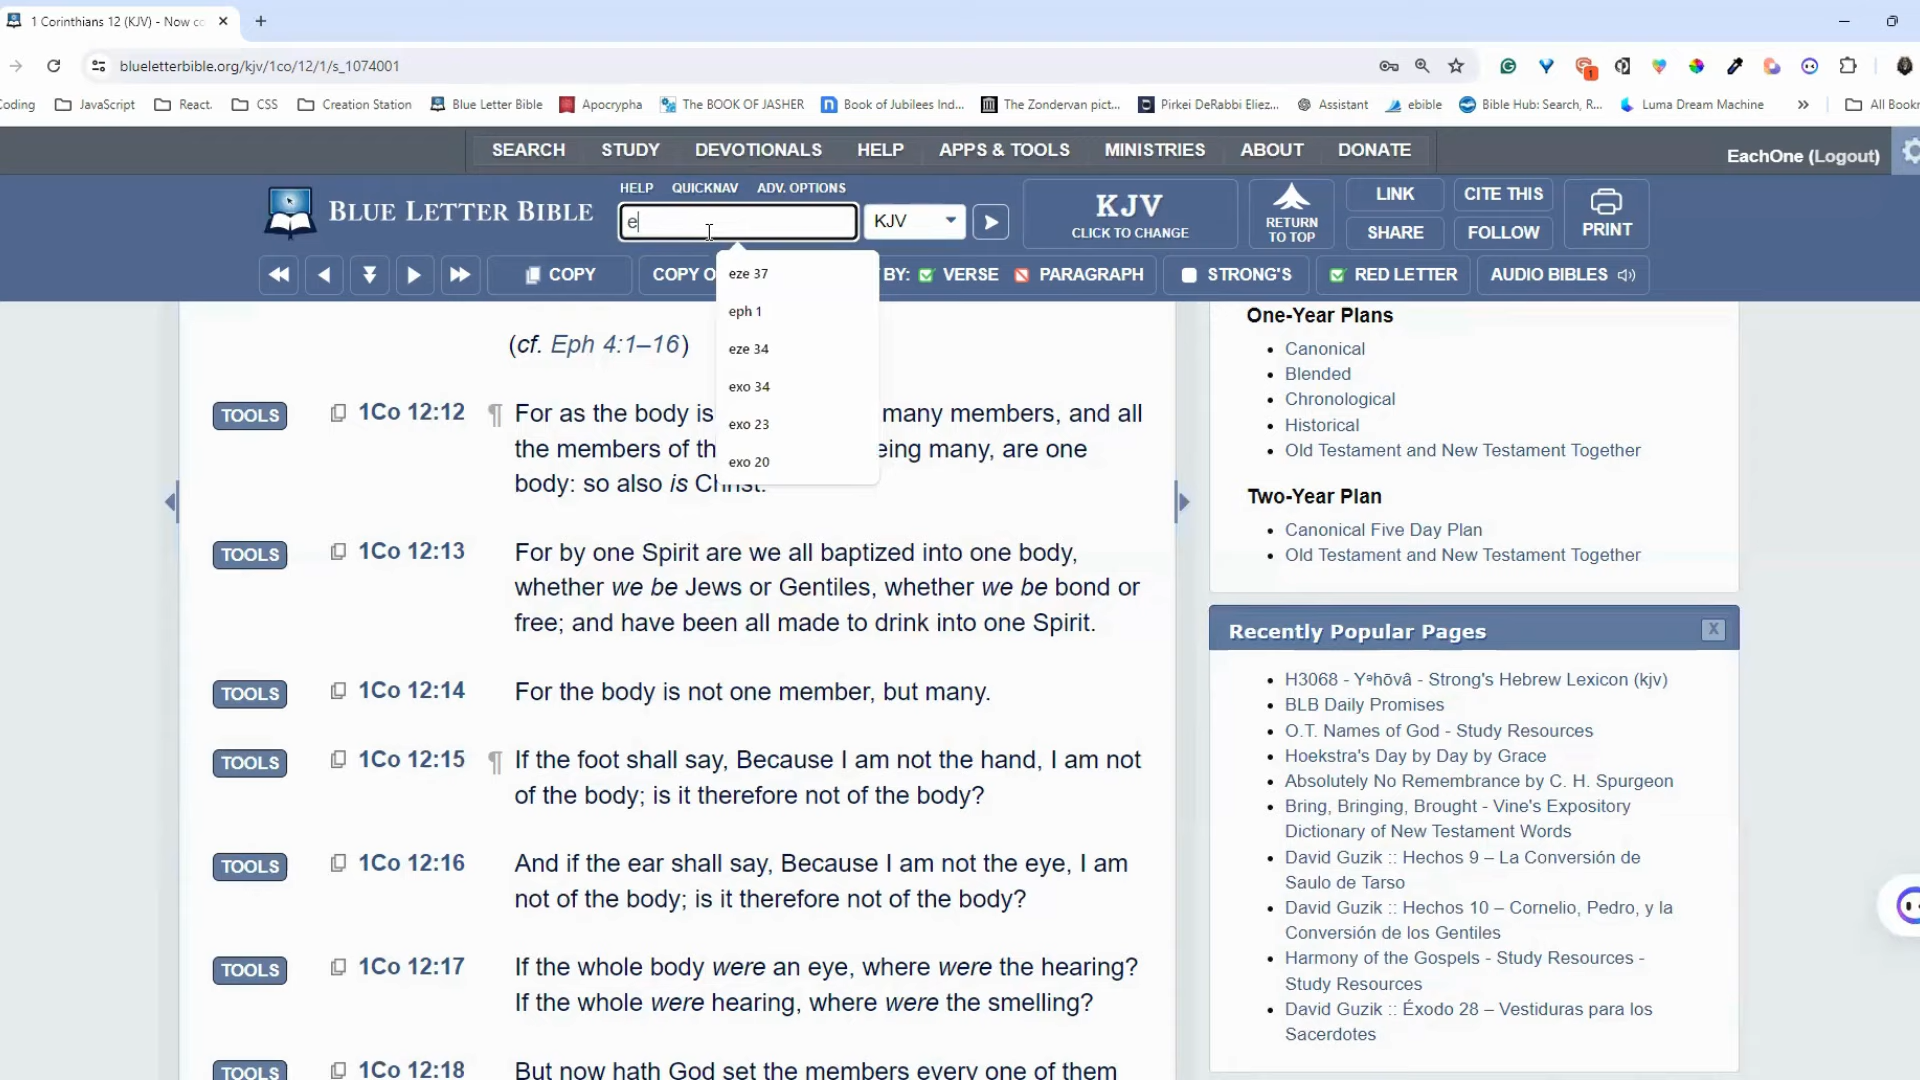 1 Corinthians 12 (KJV) - Now co
blueletterbible.org/kjv/1co/12/1/s_1074001
1
Coding
JavaScript
React.
CSS
Creation Station
Blue Letter Bible
Apocrypha
The BOOK OF JASHER
Book of Jubilees Ind...
The Zondervan pict...
Pirkei DeRabbi Eliez...
Assistant
ebible
Bible Hub: Search, R...
Luma Dream Machine
All Bookr
SEARCH STUDY DEVOTIONALS HELP APPS & TOOLS MINISTRIES ABOUT DONATE
EachOne (Logout)
BLUE LETTER BIBLE
HELP QUICKNAV ADV. OPTIONS
e
KJV
KJV
CLICK TO CHANGE
RETURN
TO TOP
LINK
CITE THIS
SHARE
FOLLOW
PRINT
COPY
COPY O
BY:
VERSE
PARAGRAPH
STRONG'S
RED LETTER
AUDIO BIBLES
eze 37
eph 1
eze 34
exo 34
exo 23
exo 20
(cf. Eph 4:1–16)
TOOLS 1Co 12:12 ¶ For as the body is many members, and all
the members of th eing many, are one
body: so also is Christ.
TOOLS 1Co 12:13 For by one Spirit are we all baptized into one body,
whether we be Jews or Gentiles, whether we be bond or
free; and have been all made to drink into one Spirit.
TOOLS 1Co 12:14 For the body is not one member, but many.
TOOLS 1Co 12:15 ¶ If the foot shall say, Because I am not the hand, I am not
of the body; is it therefore not of the body?
TOOLS 1Co 12:16 And if the ear shall say, Because I am not the eye, I am
not of the body; is it therefore not of the body?
TOOLS 1Co 12:17 If the whole body were an eye, where were the hearing?
If the whole were hearing, where were the smelling?
TOOLS 1Co 12:18 But now hath God set the members every one of them
One-Year Plans
Canonical
Blended
Chronological
Historical
Old Testament and New Testament Together
Two-Year Plan
Canonical Five Day Plan
Old Testament and New Testament Together
Recently Popular Pages
X
H3068 - Yᵊhōvâ - Strong's Hebrew Lexicon (kjv)
BLB Daily Promises
O.T. Names of God - Study Resources
Hoekstra's Day by Day by Grace
Absolutely No Remembrance by C. H. Spurgeon
Bring, Bringing, Brought - Vine's Expository
Dictionary of New Testament Words
David Guzik :: Hechos 9 – La Conversión de
Saulo de Tarso
David Guzik :: Hechos 10 – Cornelio, Pedro, y la
Conversión de los Gentiles
Harmony of the Gospels - Study Resources -
Study Resources
David Guzik :: Éxodo 28 – Vestiduras para los
Sacerdotes